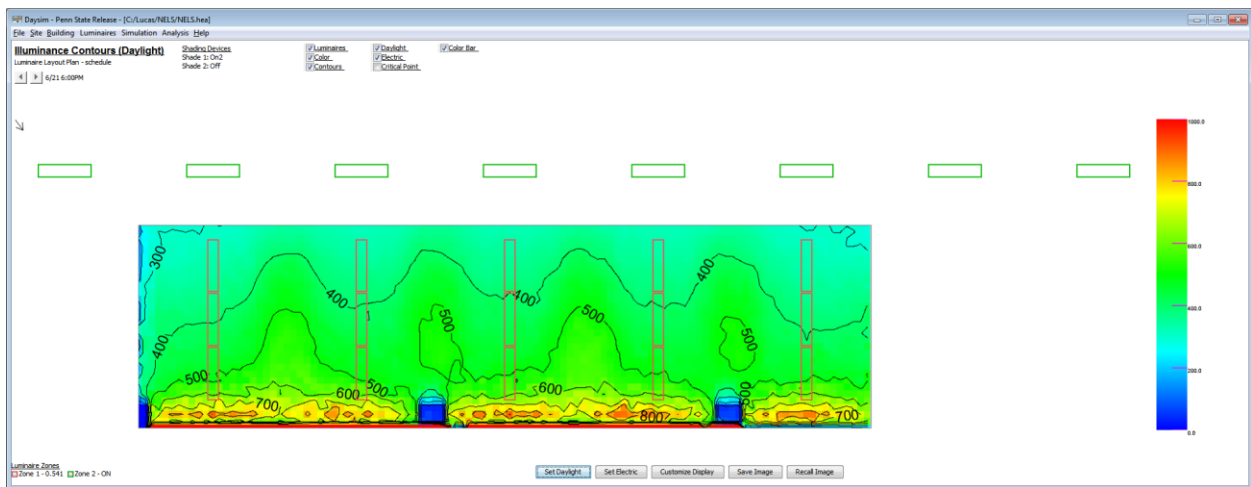 Daysim - Penn State Release - [C:/Lucas/NELS/NELS.hea]
File Site Building Luminaires Simulation Analysis Help
Illuminance Contours (Daylight)
Luminaire Layout Plan - schedule
6/21 6:00PM
Shading Devices
Shade 1: On2
Shade 2: Off
Luminaires Daylight Color Bar
Color Electric
Contours Critical Point
1000.0
800.0
600.0
400.0
200.0
0.0
300
400
400
400
400
500
500
500
500
500
500
600
600
700
800
700
Luminaire Zones
Zone 1 - 0.541 Zone 2 - ON
Set Daylight Set Electric Customize Display Save Image Recall Image